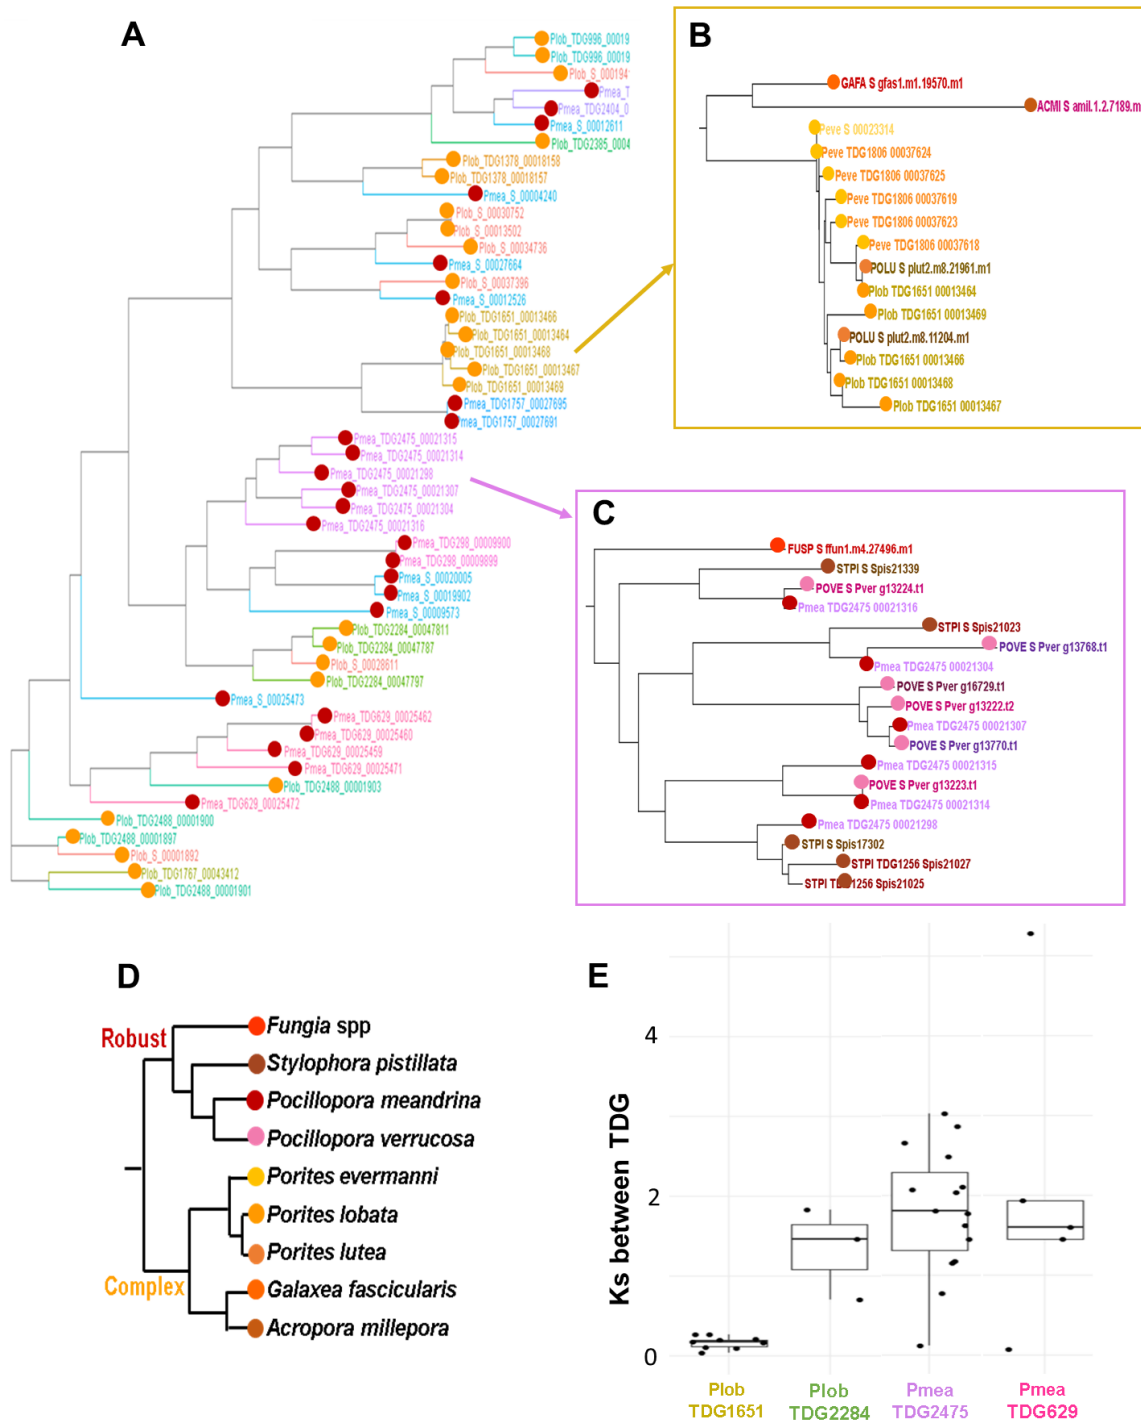 A
Plob_TDG996_00019
Plob_TDG996_00019
Plob_S_000194
Pmea_T
Pmea_TDG2404_0
Pmea_S_00012611
Plob_TDG2385_0004
Plob_TDG1378_00018158
Plob_TDG1378_00018157
Pmea_S_00004240
Plob_S_00030752
Plob_S_00013502
Plob_S_00034736
Pmea_S_00027664
Plob_S_00037396
Pmea_S_00012526
Plob_TDG1651_00013466
Plob_TDG1651_00013464
Plob_TDG1651_00013468
Plob_TDG1651_00013467
Plob_TDG1651_00013469
Pmea_TDG1757_00027695
Pmea_TDG1757_00027691
Pmea_TDG2475_00021315
Pmea_TDG2475_00021314
Pmea_TDG2475_00021298
Pmea_TDG2475_00021307
Pmea_TDG2475_00021304
Pmea_TDG2475_00021316
Pmea_TDG298_00009900
Pmea_TDG298_00009899
Pmea_S_00020005
Pmea_S_00019902
Pmea_S_00009573
Plob_TDG2284_00047811
Plob_TDG2284_00047787
Plob_S_00028611
Plob_TDG2284_00047797
Pmea_S_00025473
Pmea_TDG629_00025462
Pmea_TDG629_00025460
Pmea_TDG629_00025459
Pmea_TDG629_00025471
Plob_TDG2488_00001903
Pmea_TDG629_00025472
Plob_TDG2488_00001900
Plob_TDG2488_00001897
Plob_S_00001892
Plob_TDG1767_00043412
Plob_TDG2488_00001901
B
GAFA S gfas1.m1.19570.m1
ACMI S amil.1.2.7189.m
Peve S 00023314
Peve TDG1806 00037624
Peve TDG1806 00037625
Peve TDG1806 00037619
Peve TDG1806 00037623
Peve TDG1806 00037618
POLU S plut2.m8.21961.m1
Plob TDG1651 00013464
Plob TDG1651 00013469
POLU S plut2.m8.11204.m1
Plob TDG1651 00013466
Plob TDG1651 00013468
Plob TDG1651 00013467
C
FUSP S ffun1.m4.27496.m1
STPI S Spis21339
POVE S Pver g13224.t1
Pmea TDG2475 00021316
STPI S Spis21023
POVE S Pver g13768.t1
Pmea TDG2475 00021304
POVE S Pver g16729.t1
POVE S Pver g13222.t2
Pmea TDG2475 00021307
POVE S Pver g13770.t1
Pmea TDG2475 00021315
POVE S Pver g13223.t1
Pmea TDG2475 00021314
Pmea TDG2475 00021298
STPI S Spis17302
STPI TDG1256 Spis21027
STPI TDG1256 Spis21025
D
Robust
Complex
Fungia spp
Stylophora pistillata
Pocillopora meandrina
Pocillopora verrucosa
Porites evermanni
Porites lobata
Porites lutea
Galaxea fascicularis
Acropora millepora
E
Ks between TDG
4
2
0
Plob
TDG1651
Plob
TDG2284
Pmea
TDG2475
Pmea
TDG629